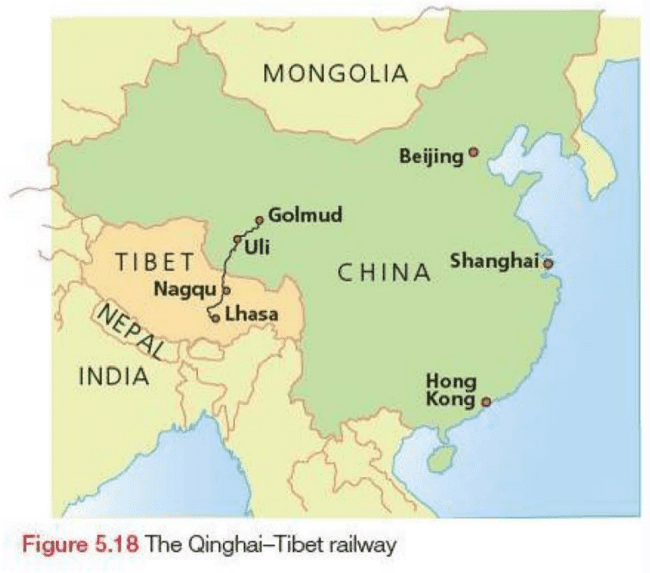 MONGOLIA
Beijing
Golmud
Uli
TIBET
CHINA
Shanghai
Nagqu
Lhasa
NEPAL
INDIA
Hong
Kong
Figure 5.18 The Qinghai–Tibet railway